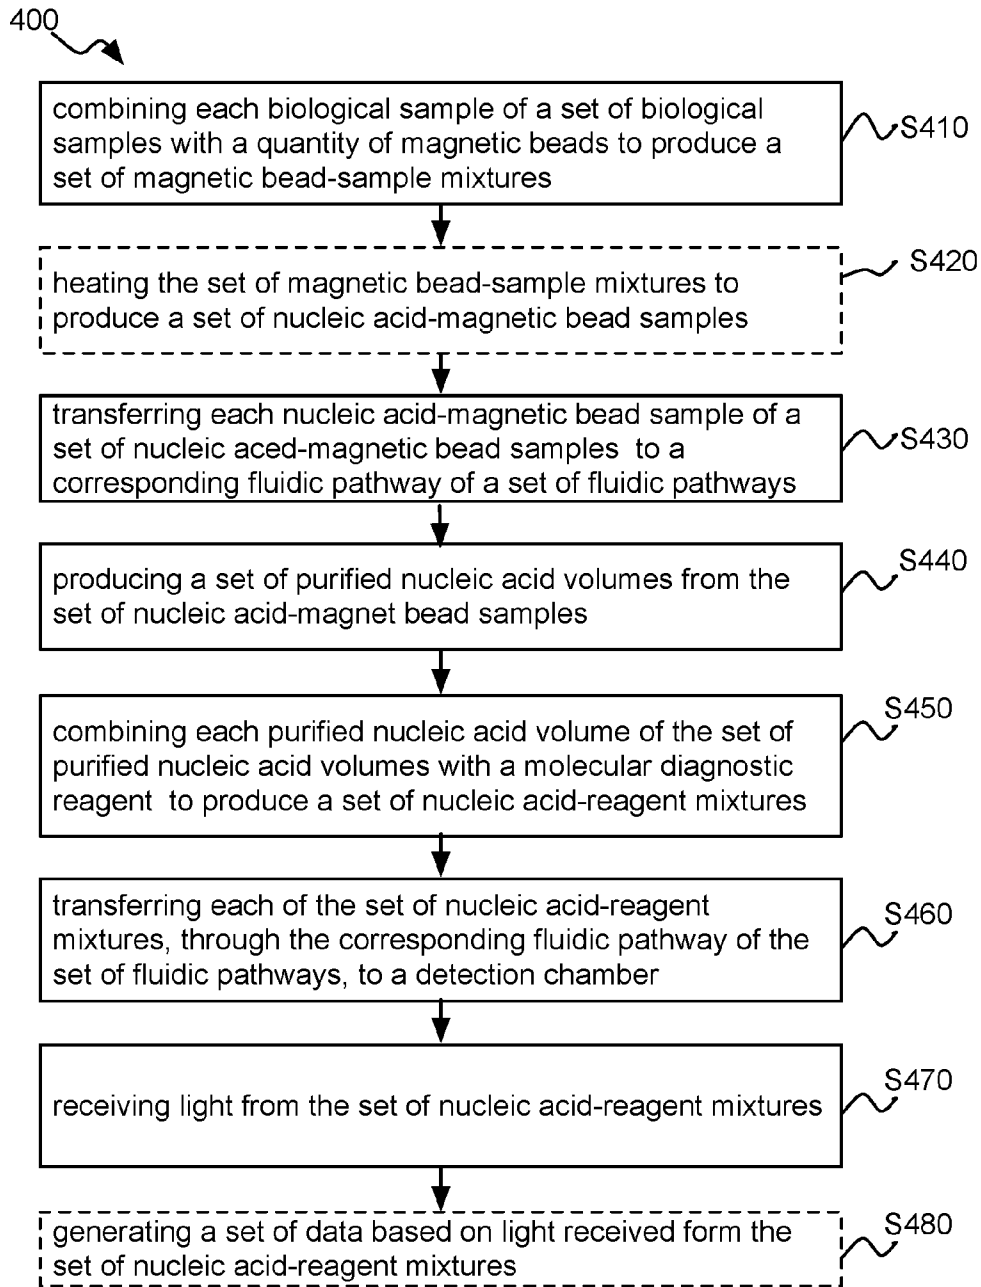 400
combining each biological sample of a set of biological
samples with a quantity of magnetic beads to produce a
set of magnetic bead-sample mixtures
S410
heating the set of magnetic bead-sample mixtures to
produce a set of nucleic acid-magnetic bead samples
S420
transferring each nucleic acid-magnetic bead sample of a
set of nucleic aced-magnetic bead samples to a
corresponding fluidic pathway of a set of fluidic pathways
S430
producing a set of purified nucleic acid volumes from the
set of nucleic acid-magnet bead samples
S440
combining each purified nucleic acid volume of the set of
purified nucleic acid volumes with a molecular diagnostic
reagent to produce a set of nucleic acid-reagent mixtures
S450
transferring each of the set of nucleic acid-reagent
mixtures, through the corresponding fluidic pathway of the
set of fluidic pathways, to a detection chamber
S460
receiving light from the set of nucleic acid-reagent mixtures
S470
generating a set of data based on light received form the
set of nucleic acid-reagent mixtures
S480